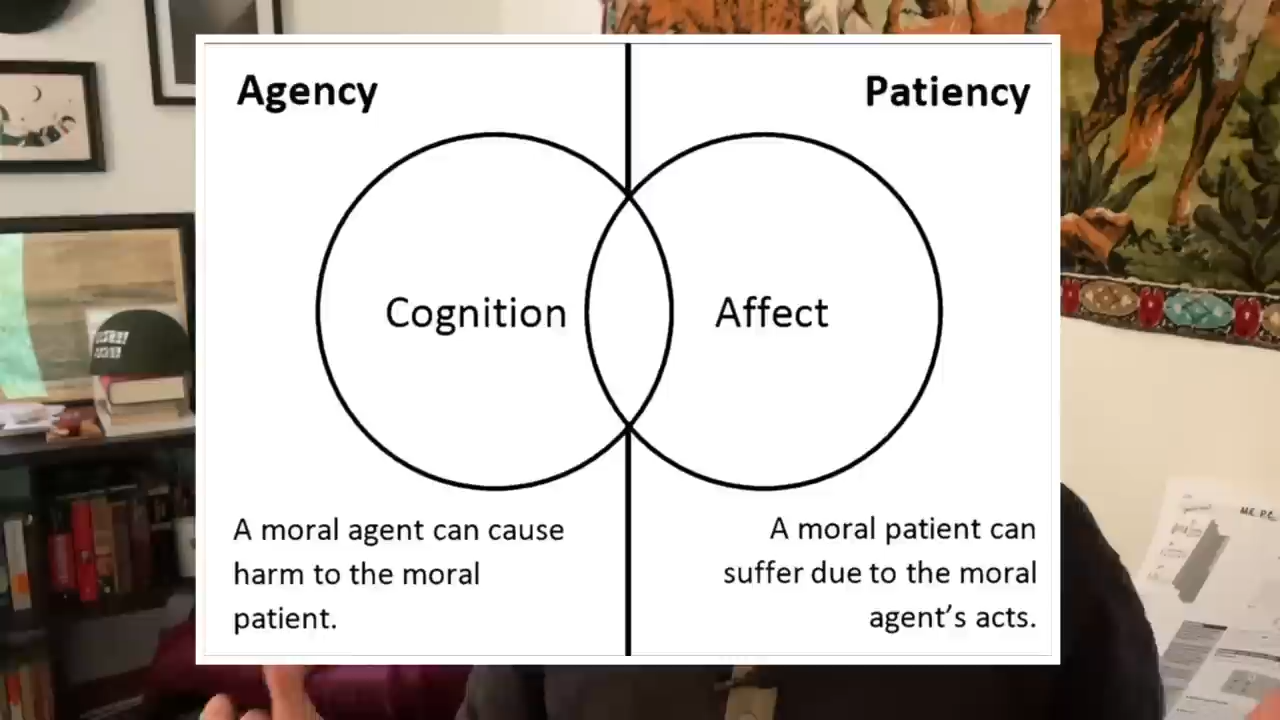 Agency
Patiency
Cognition
Affect
A moral agent can cause
harm to the moral
patient.
A moral patient can
suffer due to the moral
agent’s acts.